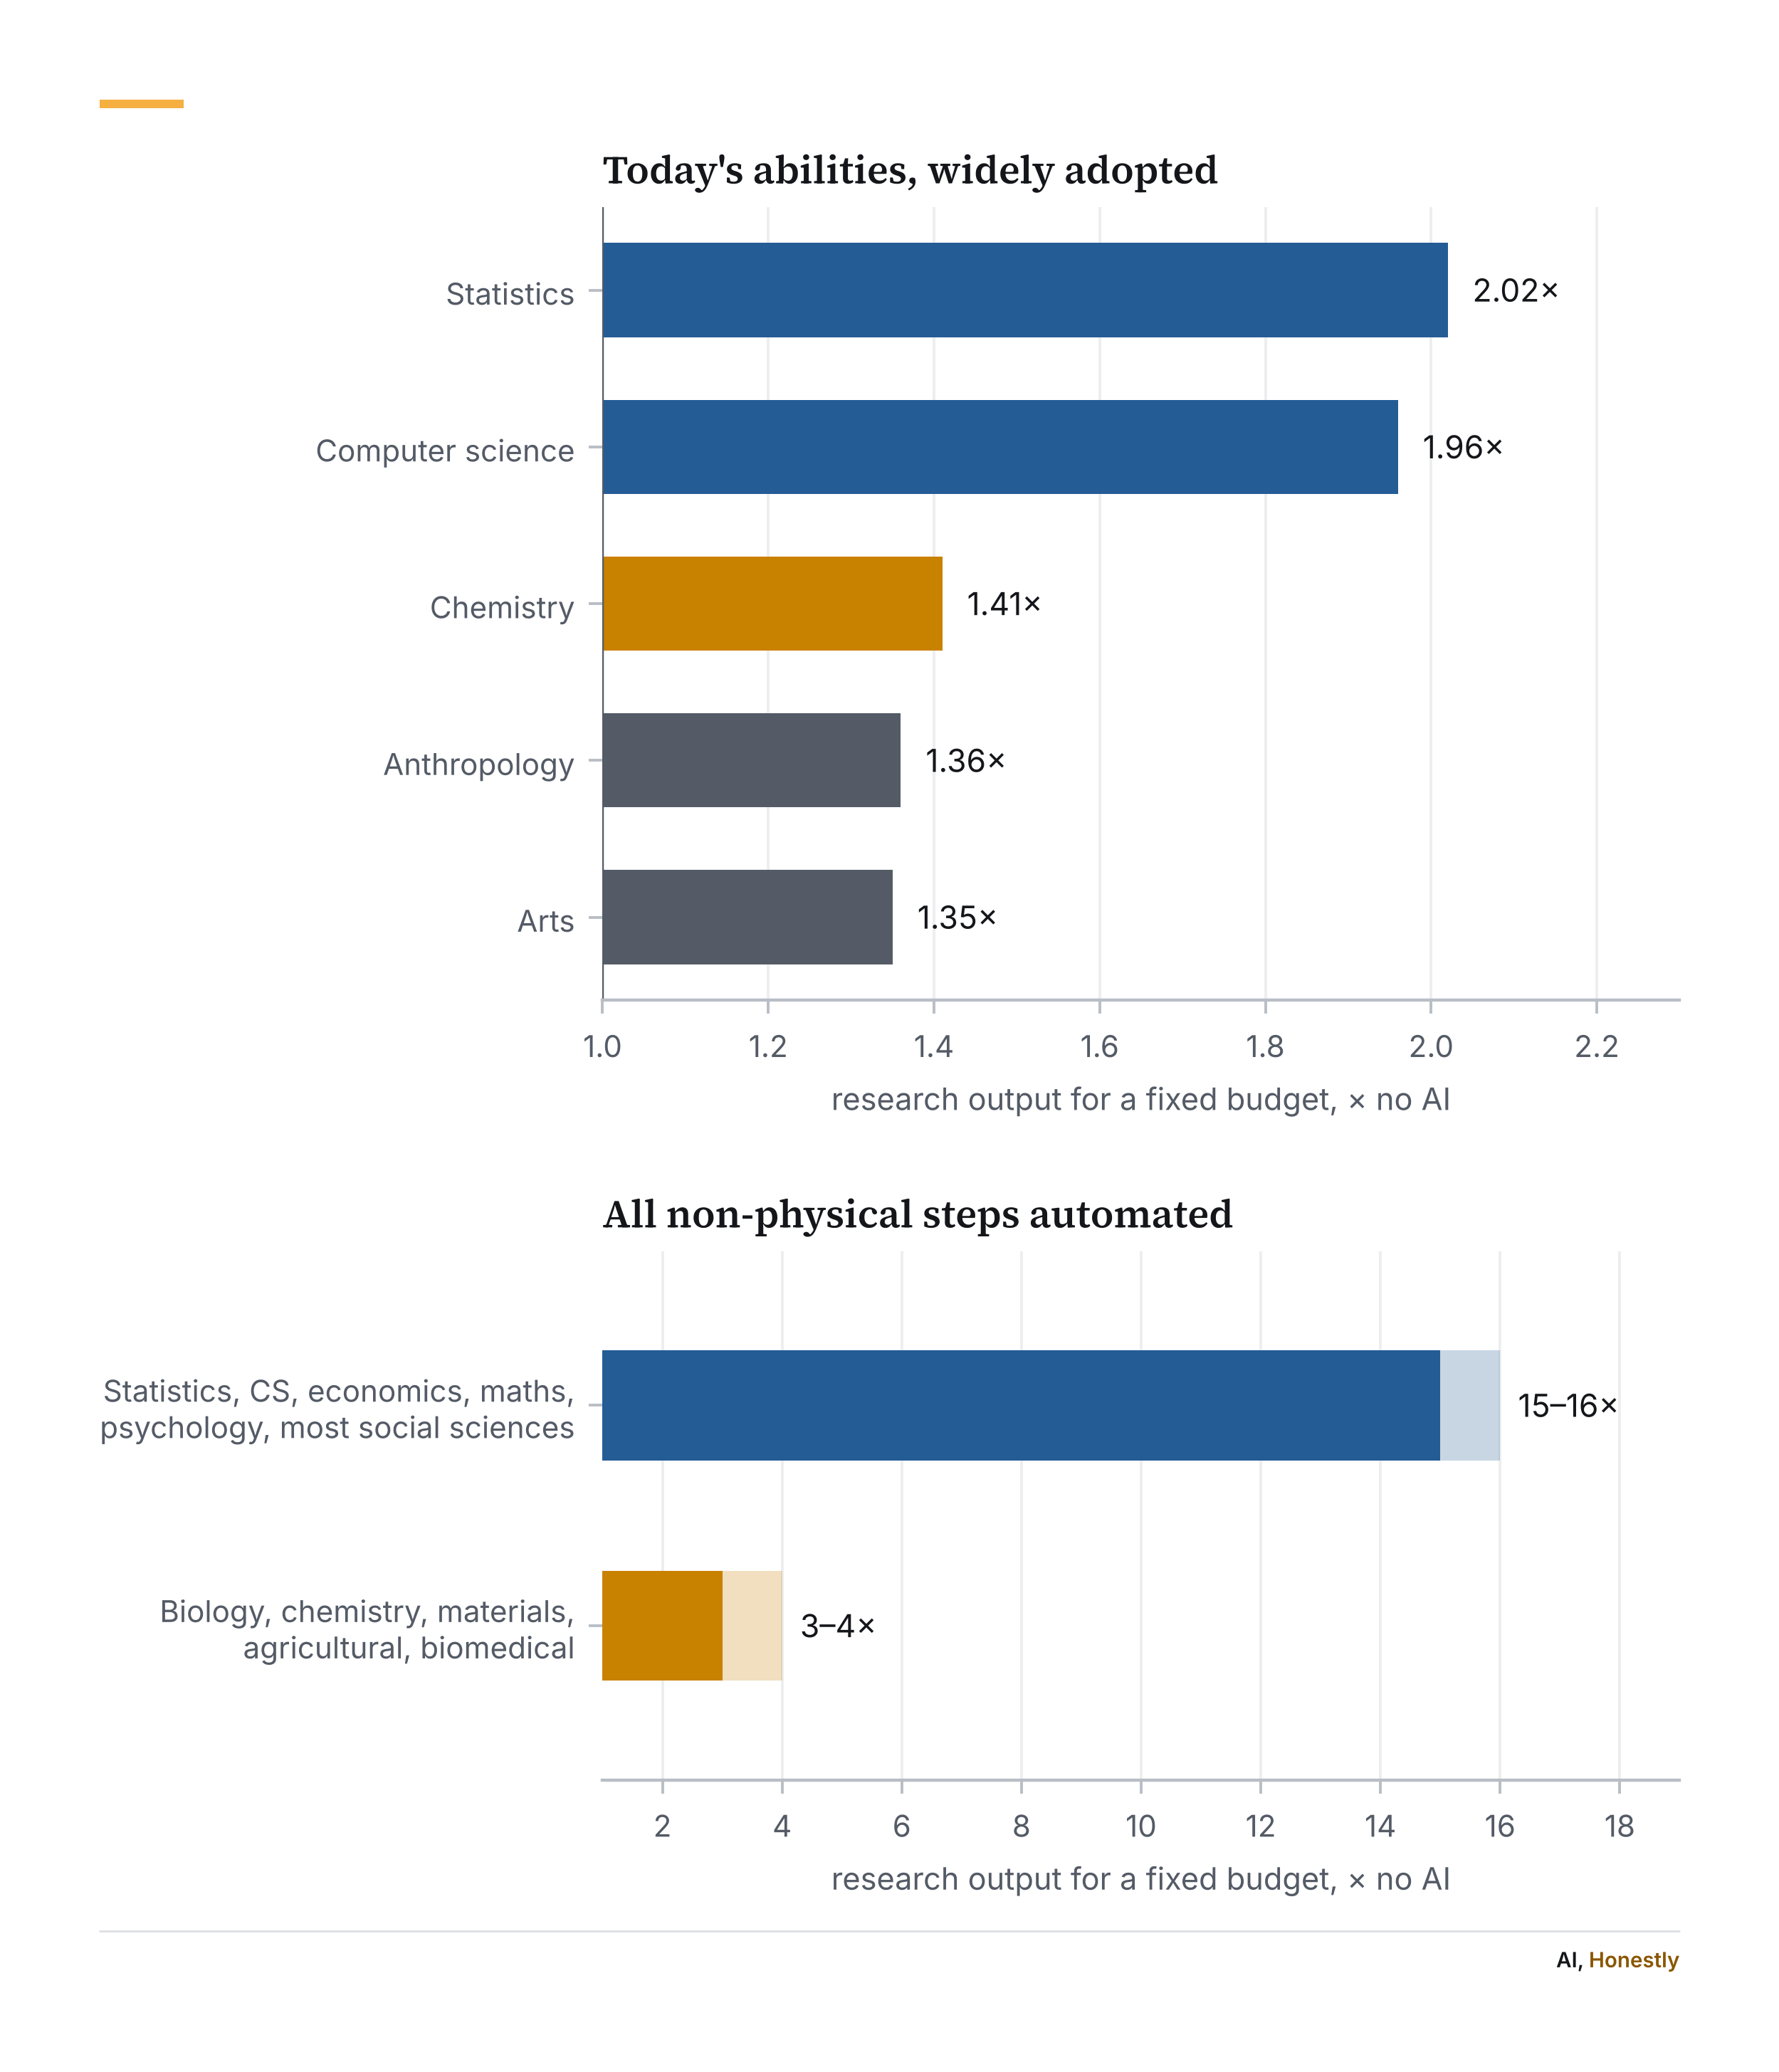 Today's abilities, widely adopted
Statistics
2.02×
Computer science
1.96×
Chemistry
1.41×
Anthropology
1.36×
Arts
1.35×
1.0 1.2 1.4 1.6 1.8 2.0 2.2
research output for a fixed budget, × no AI
All non-physical steps automated
Statistics, CS, economics, maths,
psychology, most social sciences
15–16×
Biology, chemistry, materials,
agricultural, biomedical
3–4×
2 4 6 8 10 12 14 16 18
research output for a fixed budget, × no AI
AI, Honestly